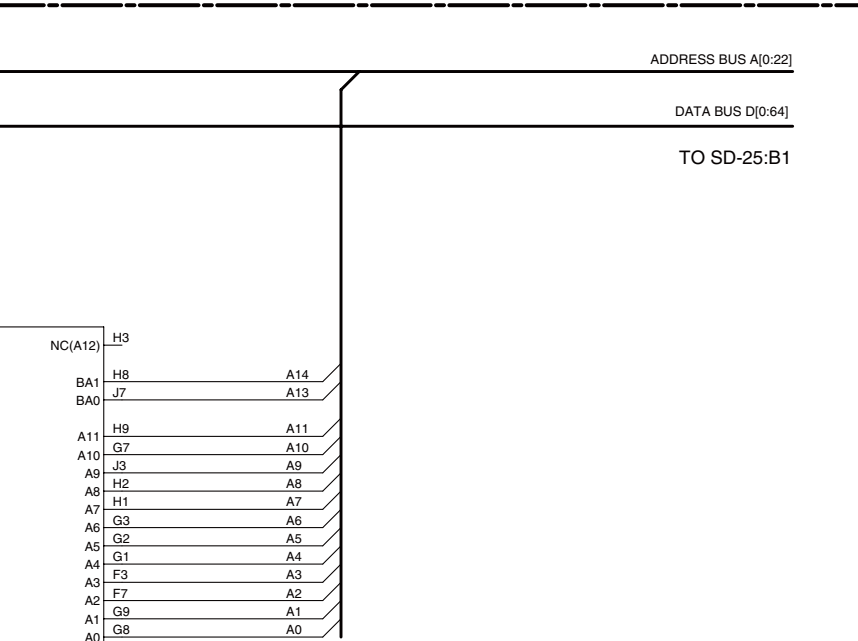 ADDRESS BUS A[0:22]
DATA BUS D[0:64]
TO SD-25:B1
NC(A12) H3
BA1 H8 A14
BA0 J7 A13
A11 H9 A11
A10 G7 A10
A9 J3 A9
A8 H2 A8
A7 H1 A7
A6 G3 A6
A5 G2 A5
A4 G1 A4
A3 F3 A3
A2 F7 A2
A1 G9 A1
A0 G8 A0